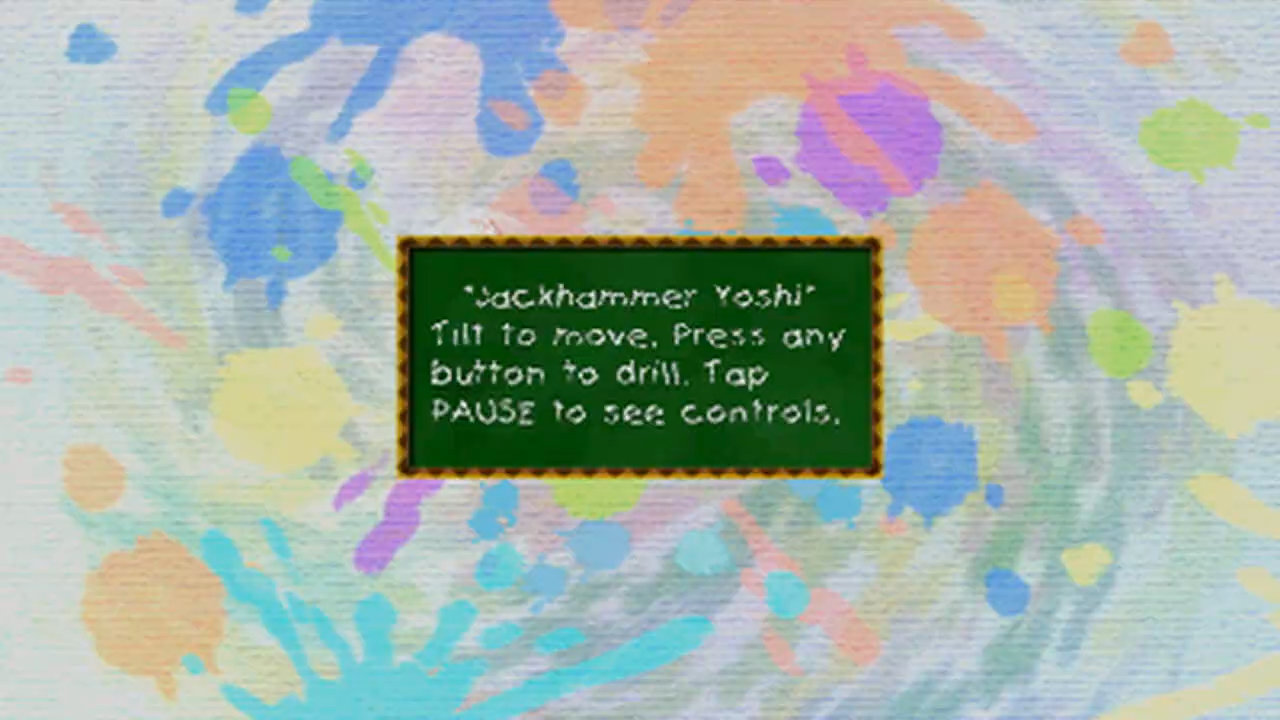 "Jackhammer Yoshi"
Tilt to move. Press any
button to drill. Tap
PAUSE to see controls.